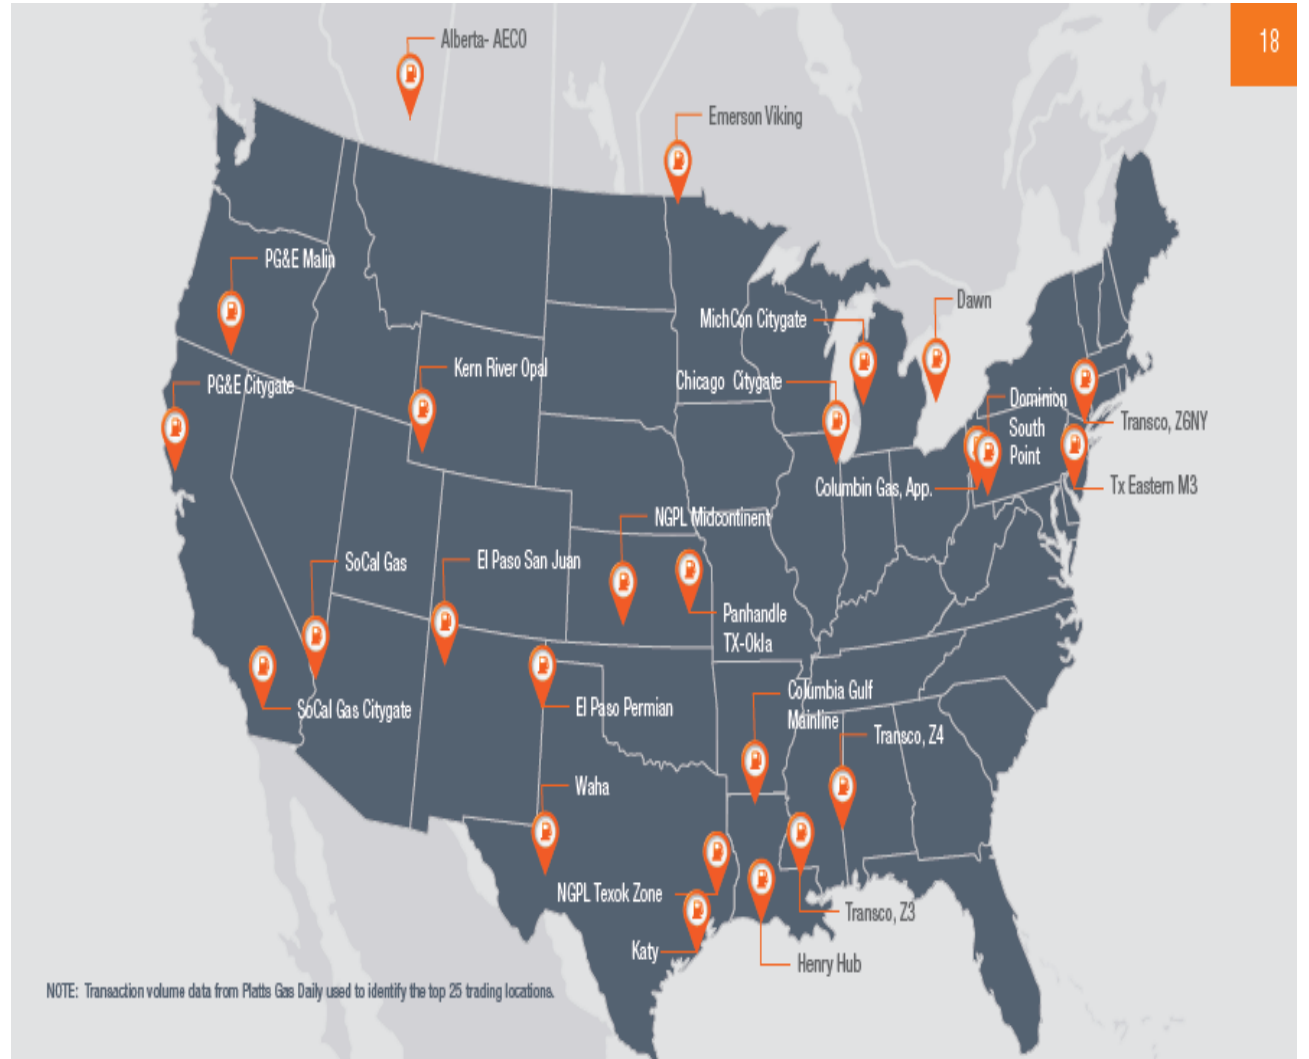 18
Alberta- AECO
Emerson Viking
PG&E Malin
Dawn
MichCon Citygate
Kern River Opal
Chicago Citygate
PG&E Citygate
Dominion
South
Point
Transco, Z6NY
Columbin Gas, App.
Tx Eastern M3
NGPL Midcontinent
SoCal Gas
El Paso San Juan
Panhandle
TX-Okla
Columbia Gulf
Mainline
SoCal Gas Citygate
El Paso Permian
Transco, Z4
Waha
NGPL Texok Zone
Transco, Z3
Katy
Henry Hub
NOTE: Transaction volume data from Platts Gas Daily used to identify the top 25 trading locations.